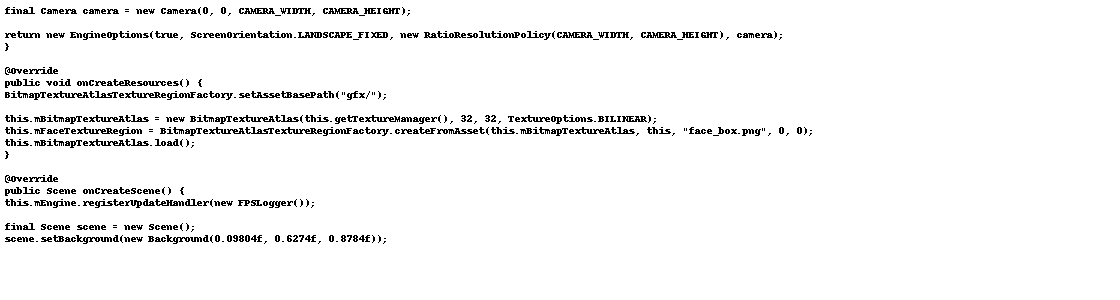 final Camera camera = new Camera(0, 0, CAMERA_WIDTH, CAMERA_HEIGHT);
return new EngineOptions(true, ScreenOrientation.LANDSCAPE_FIXED, new RatioResolutionPolicy(CAMERA_WIDTH, CAMERA_HEIGHT), camera);
}
@Override
public void onCreateResources() {
BitmapTextureAtlasTextureRegionFactory.setAssetBasePath("gfx/");
this.mBitmapTextureAtlas = new BitmapTextureAtlas(this.getTextureManager(), 32, 32, TextureOptions.BILINEAR);
this.mFaceTextureRegion = BitmapTextureAtlasTextureRegionFactory.createFromAsset(this.mBitmapTextureAtlas, this, "face_box.png", 0, 0);
this.mBitmapTextureAtlas.load();
}
@Override
public Scene onCreateScene() {
this.mEngine.registerUpdateHandler(new FPSLogger());
final Scene scene = new Scene();
scene.setBackground(new Background(0.09804f, 0.6274f, 0.8784f));